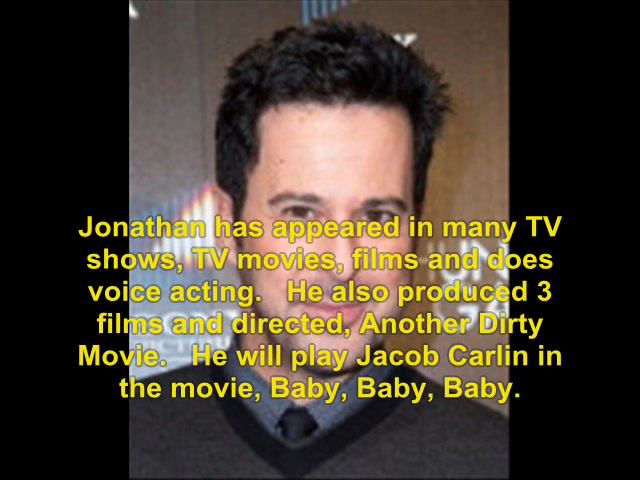 Jonathan has appeared in many TV
shows, TV movies, films and does
voice acting.   He also produced 3
films and directed, Another Dirty
Movie.   He will play Jacob Carlin in
the movie, Baby, Baby, Baby.